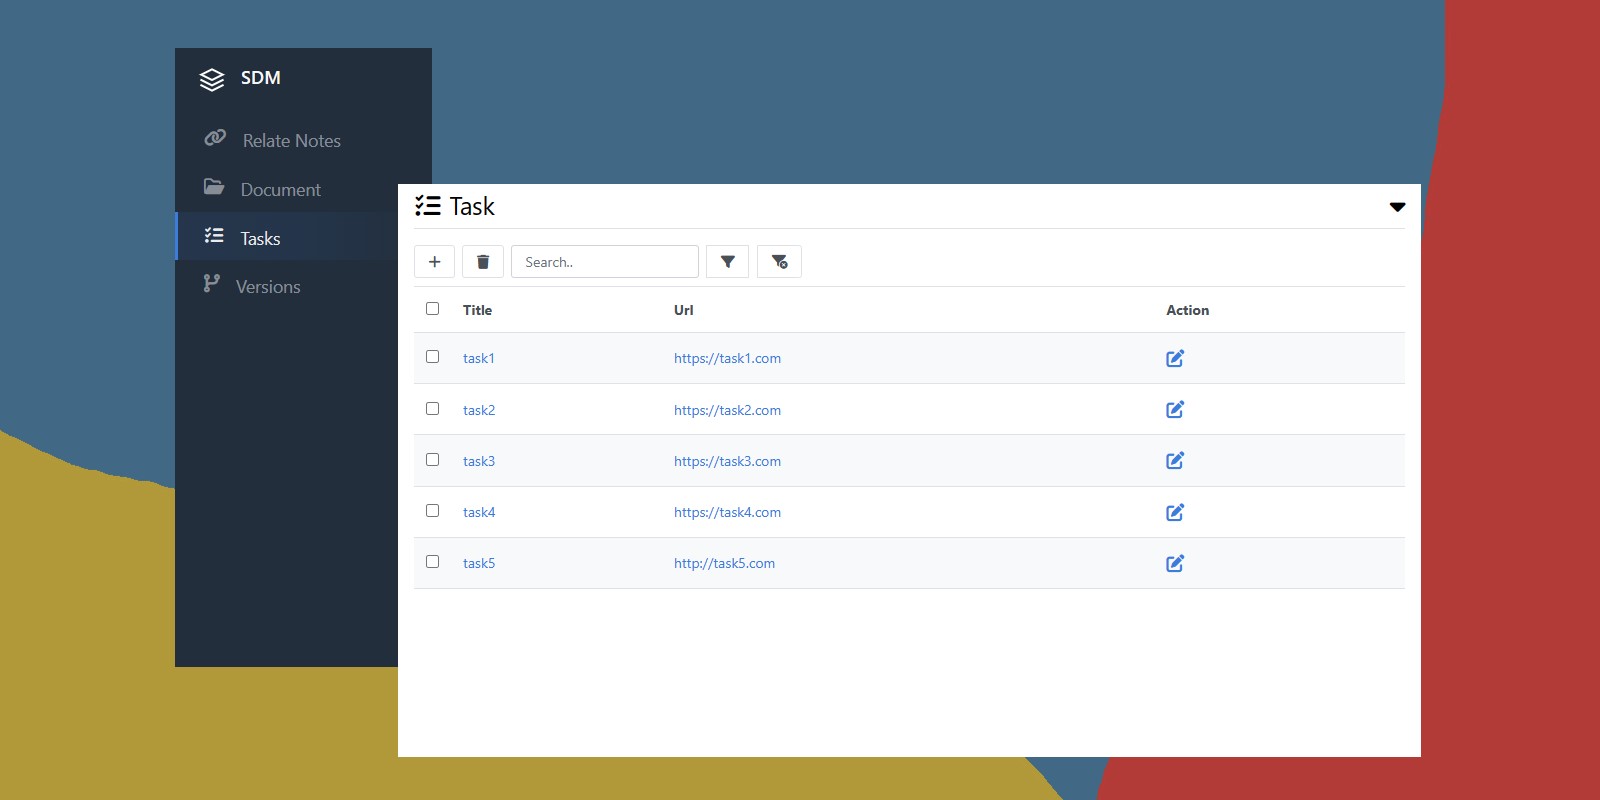 SDM
Relate Notes
Document
Tasks
Versions
Task
Search..
Title Url Action
task1 https://task1.com
task2 https://task2.com
task3 https://task3.com
task4 https://task4.com
task5 http://task5.com